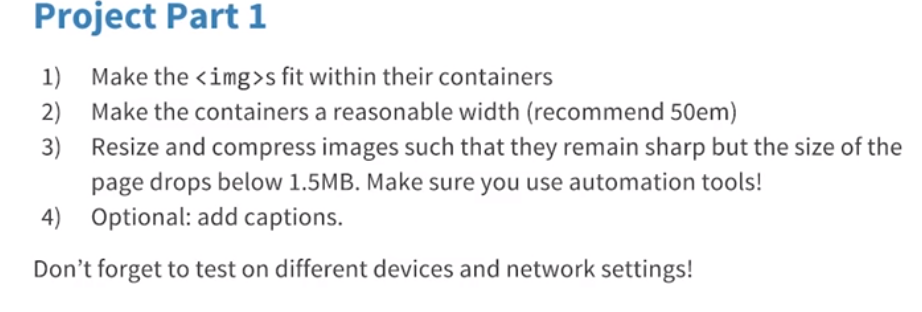 Project Part 1
1) Make the <img>s fit within their containers
2) Make the containers a reasonable width (recommend 50em)
3) Resize and compress images such that they remain sharp but the size of the
page drops below 1.5MB. Make sure you use automation tools!
4) Optional: add captions.
Don’t forget to test on different devices and network settings!